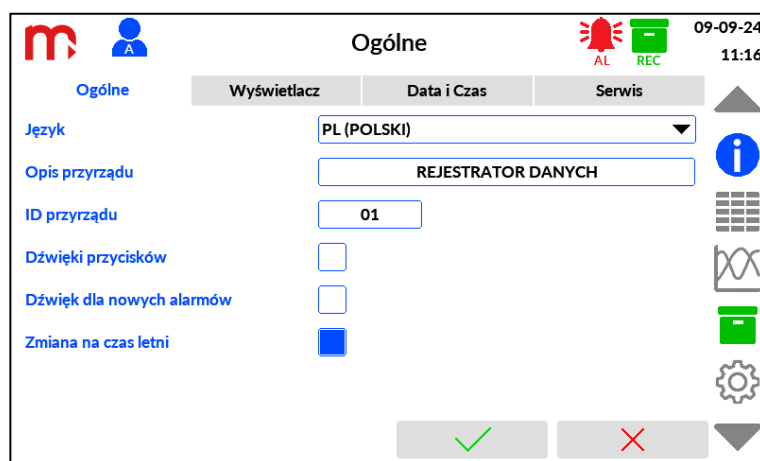 A
Ogólne
AL
REC
09-09-24
11:16
Ogólne
Wyświetlacz
Data i Czas
Serwis
Język
PL (POLSKI)
Opis przyrządu
REJESTRATOR DANYCH
ID przyrządu
01
Dźwięki przycisków
Dźwięk dla nowych alarmów
Zmiana na czas letni